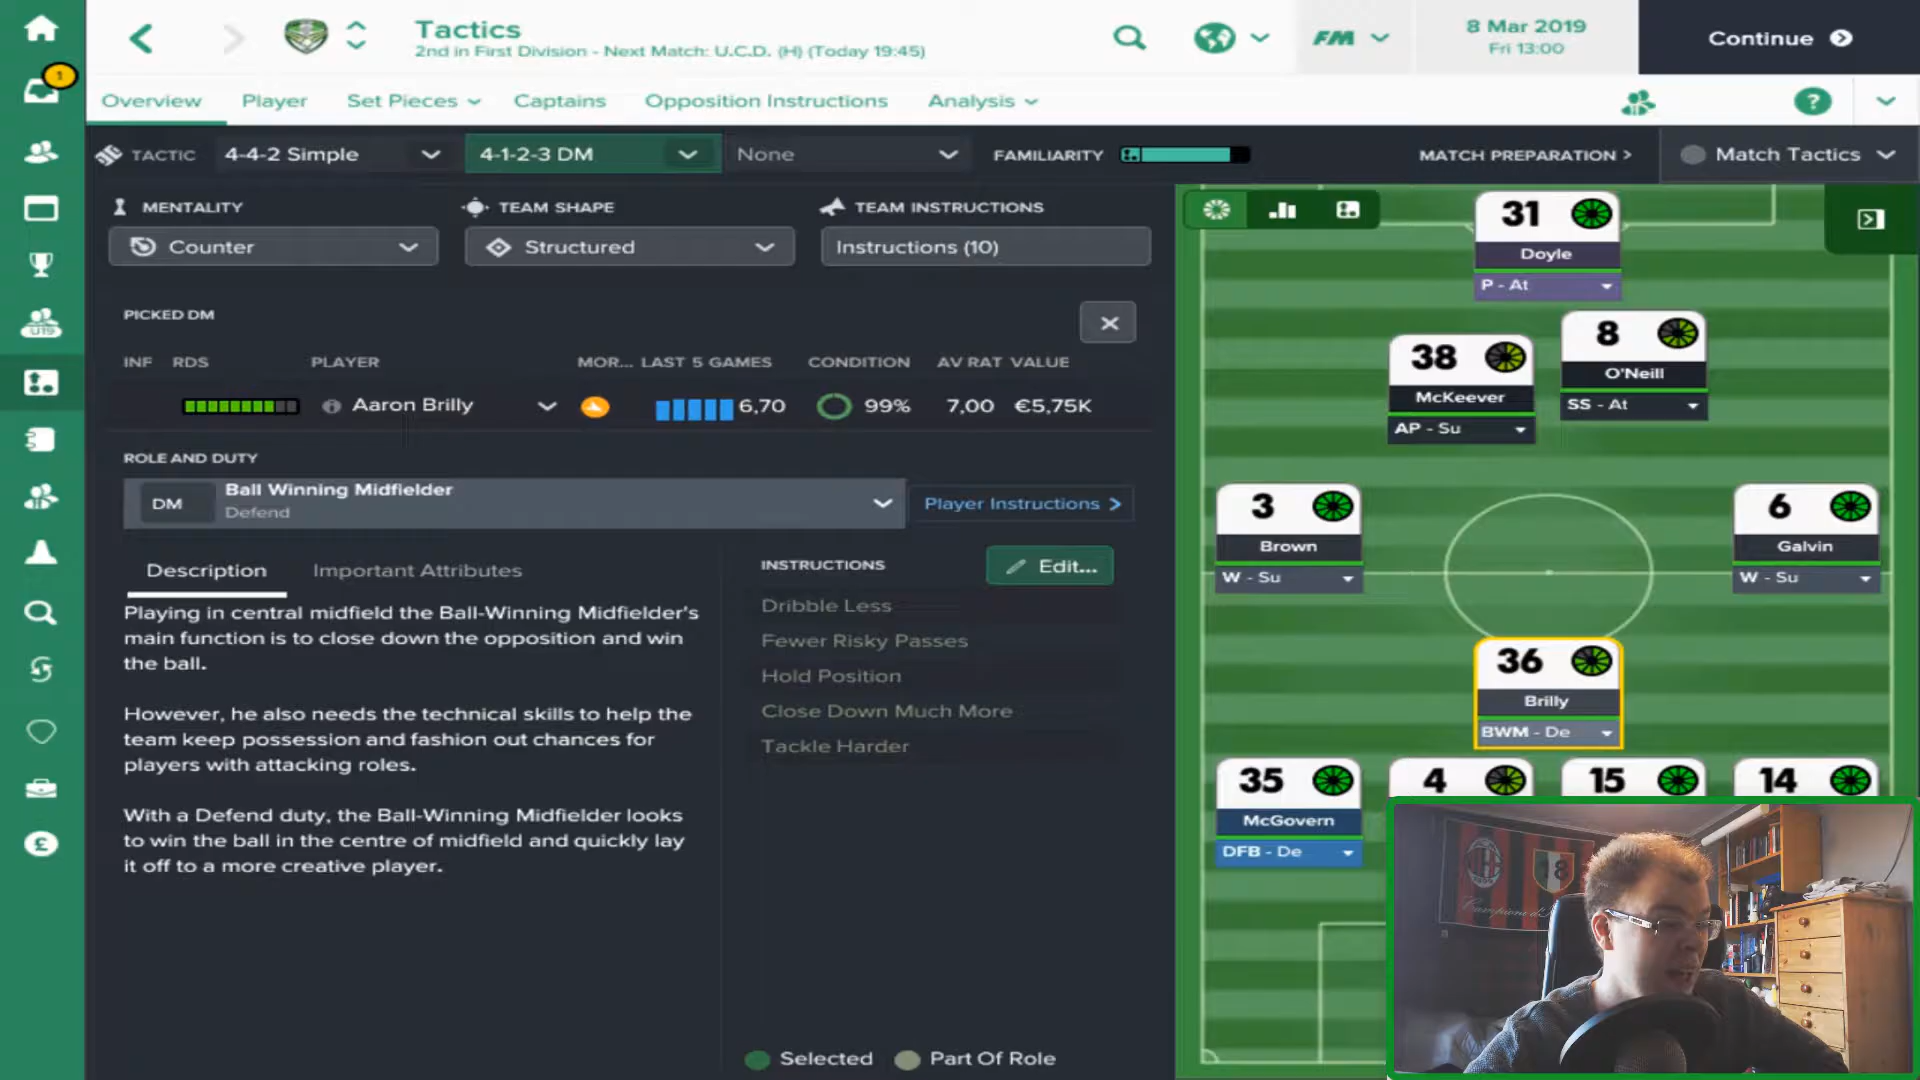 Tactics
2nd in First Division - Next Match: U.C.D. (H) (Today 19:45)
FM
8 Mar 2019
Fri 13:00
Continue
1
Overview
Player
Set Pieces
Captains
Opposition Instructions
Analysis
?
TACTIC
4-4-2 Simple
4-1-2-3 DM
None
FAMILIARITY
MATCH PREPARATION >
Match Tactics
MENTALITY
TEAM SHAPE
TEAM INSTRUCTIONS
Counter
Structured
Instructions (10)
PICKED DM
INF RDS PLAYER MOR... LAST 5 GAMES CONDITION AV RAT VALUE
Aaron Brilly 6,70 99% 7,00 €5,75K
ROLE AND DUTY
DM
Ball Winning Midfielder
Defend
Player Instructions >
Description
Important Attributes
Playing in central midfield the Ball-Winning Midfielder's
main function is to close down the opposition and win
the ball.
However, he also needs the technical skills to help the
team keep possession and fashion out chances for
players with attacking roles.
With a Defend duty, the Ball-Winning Midfielder looks
to win the ball in the centre of midfield and quickly lay
it off to a more creative player.
INSTRUCTIONS
Edit...
Dribble Less
Fewer Risky Passes
Hold Position
Close Down Much More
Tackle Harder
Selected
Part Of Role
U19
£
31
Doyle
P - At
38
McKeever
AP - Su
8
O'Neill
SS - At
3
Brown
W - Su
6
Galvin
W - Su
36
Brilly
BWM - De
35
McGovern
DFB - De
4
15
14
18